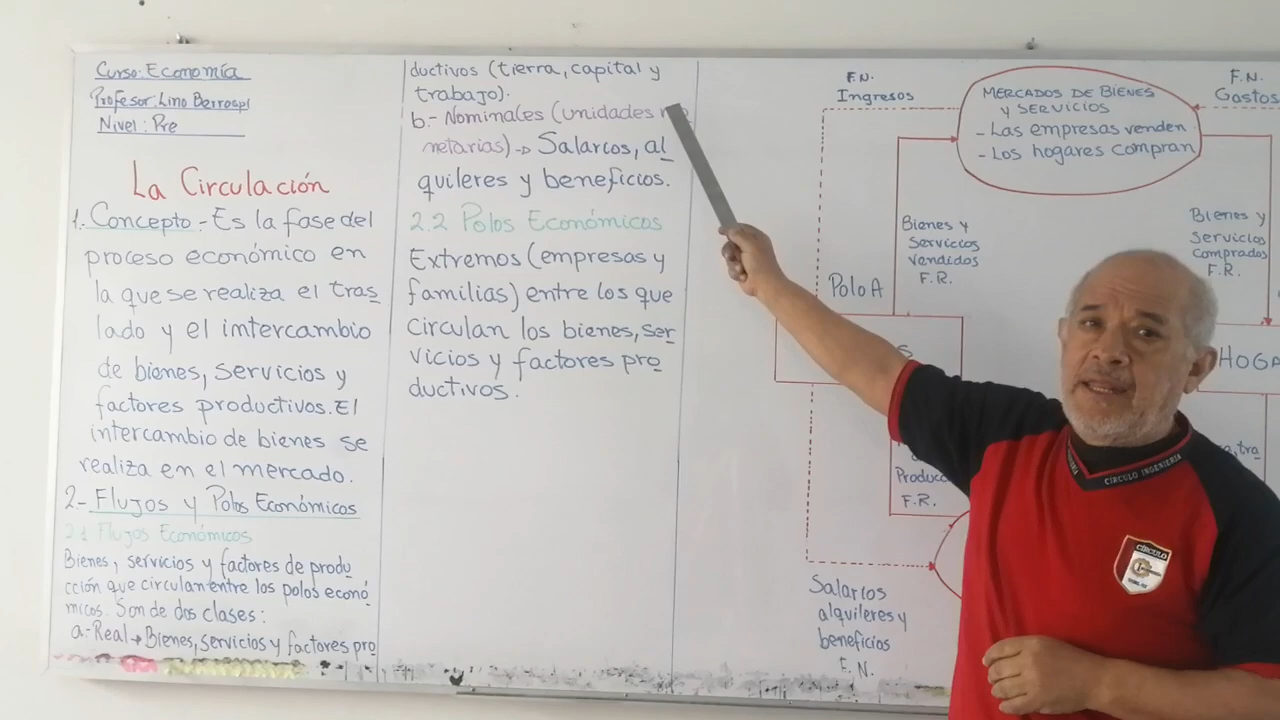 Curso: Economía
Profesor: Lino Berrospi
Nivel: Pre
La Circulación
1.- Concepto - Es la fase del
proceso económico en
la que se realiza el tras
lado y el intercambio
de bienes, servicios y
factores productivos. El
intercambio de bienes se
realiza en el mercado.
2.- Flujos y Polos Económicos
2.1 Flujos Económicos
Bienes, servicios y factores de produ
cción que circulan entre los polos econó
micos. Son de dos clases:
a.- Real → Bienes, servicios y factores pro
ductivos (tierra, capital y
trabajo).
b.- Nominales (unidades
netarias) → Salarios, al
quileres y beneficios.
2.2 Polos Económicos
Extremos (empresas y
familias) entre los que
circulan los bienes, ser
vicios y factores pro
ductivos.
F.N.
Ingresos
MERCADOS DE BIENES
Y SERVICIOS
- Las empresas venden
- Los hogares compran
F.N.
Gastos
Bienes y
Servicios
vendidos
F.R.
Bienes y
Servicios
comprados
F.R.
Polo A
HOGA
Producc
F.R.
tra
Salarios
alquileres y
beneficios
F.N.
CÍRCULO INGENIERÍA
CÍRCULO